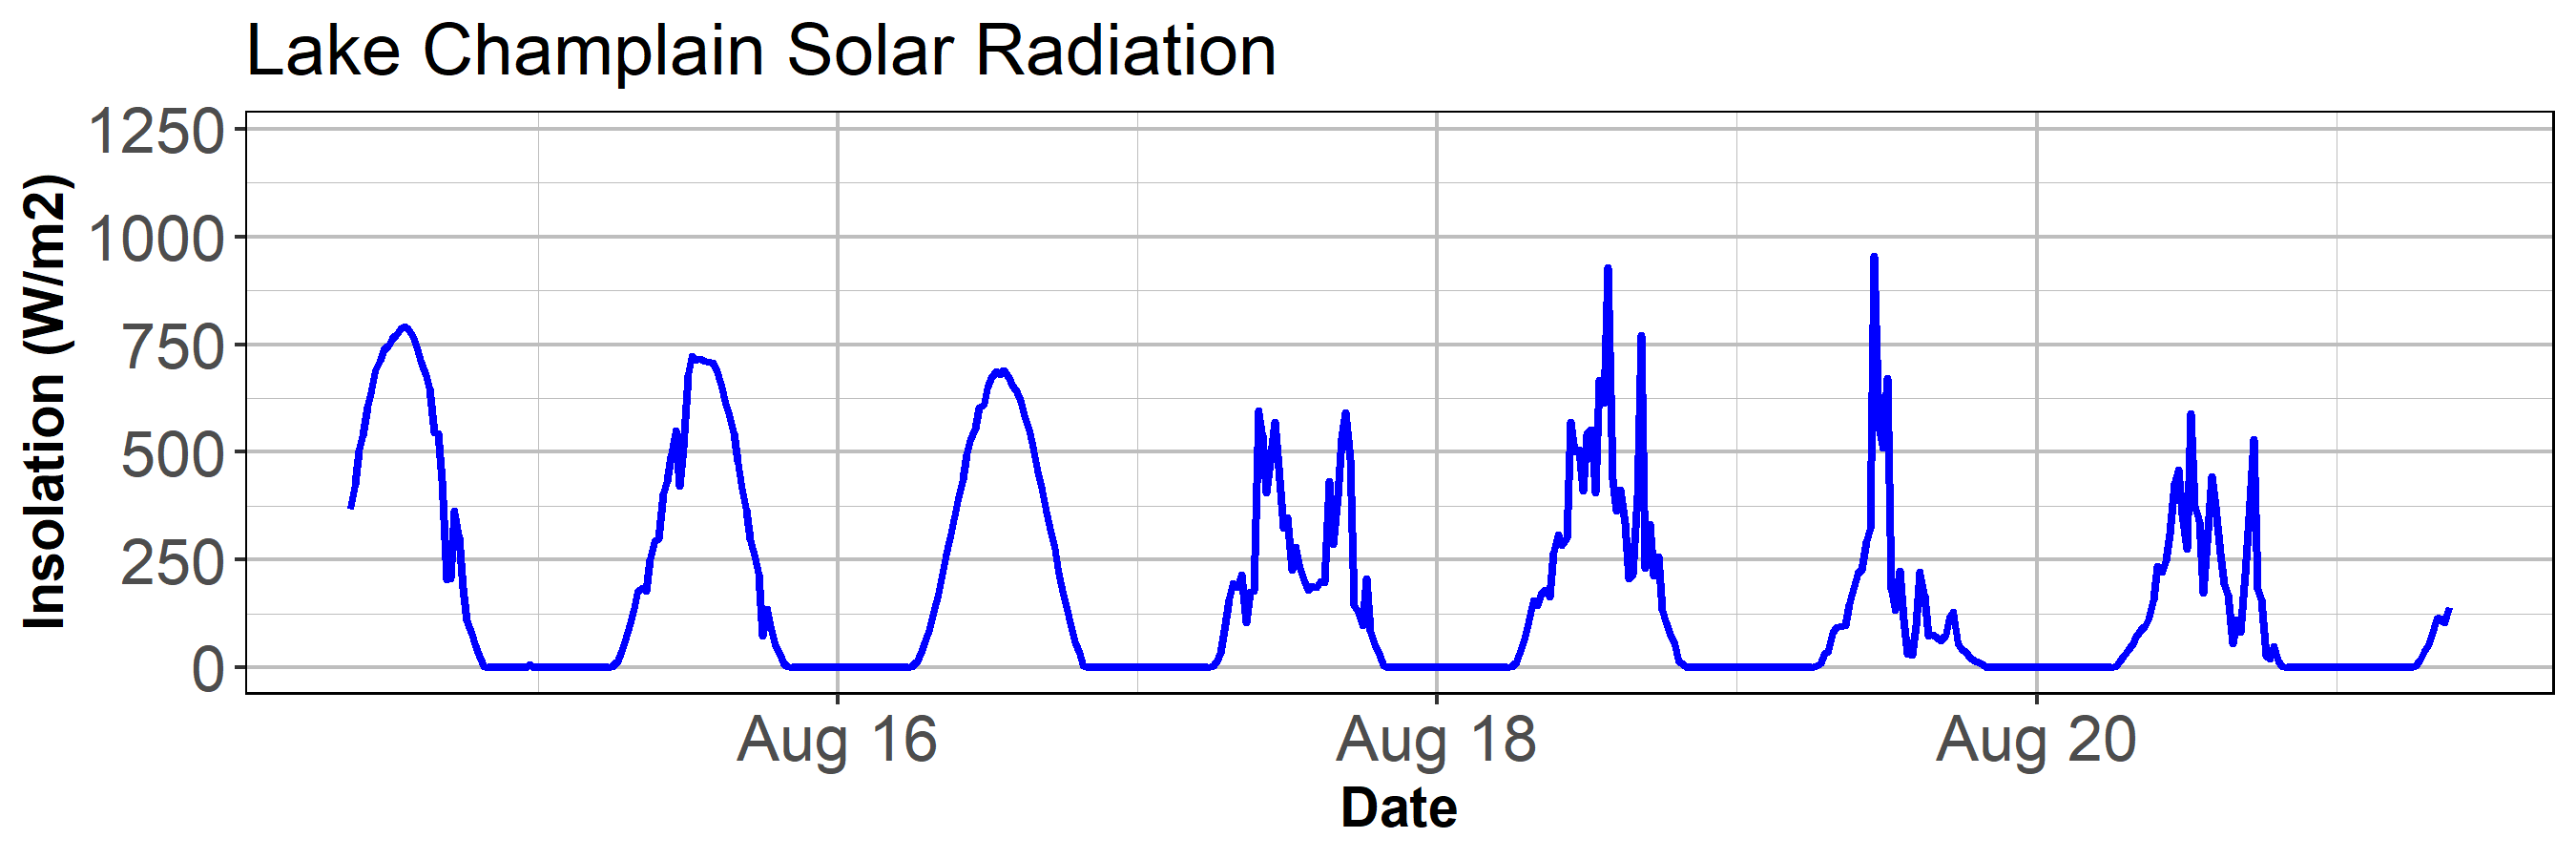 Lake Champlain Solar Radiation
1250
1000
750
500
250
0
Insolation (W/m2)
Aug 16
Aug 18
Aug 20
Date